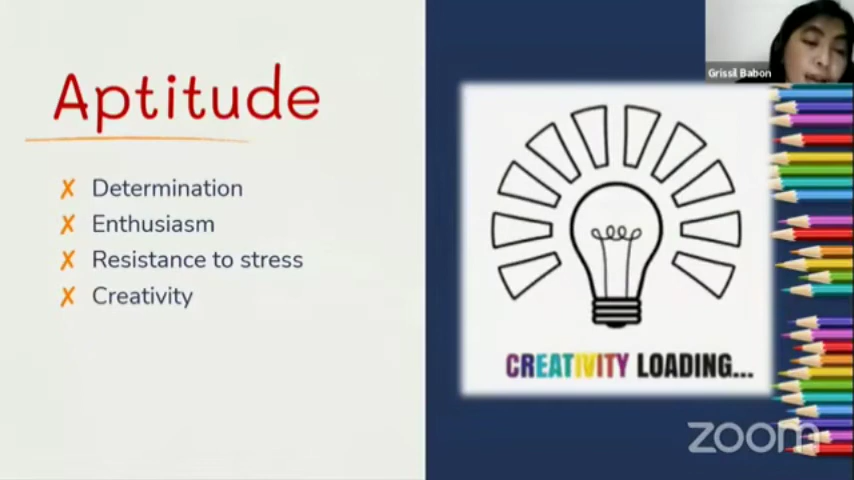 Aptitude
✗ Determination
✗ Enthusiasm
✗ Resistance to stress
✗ Creativity
Grissil Babon
CREATIVITY LOADING...
zoom